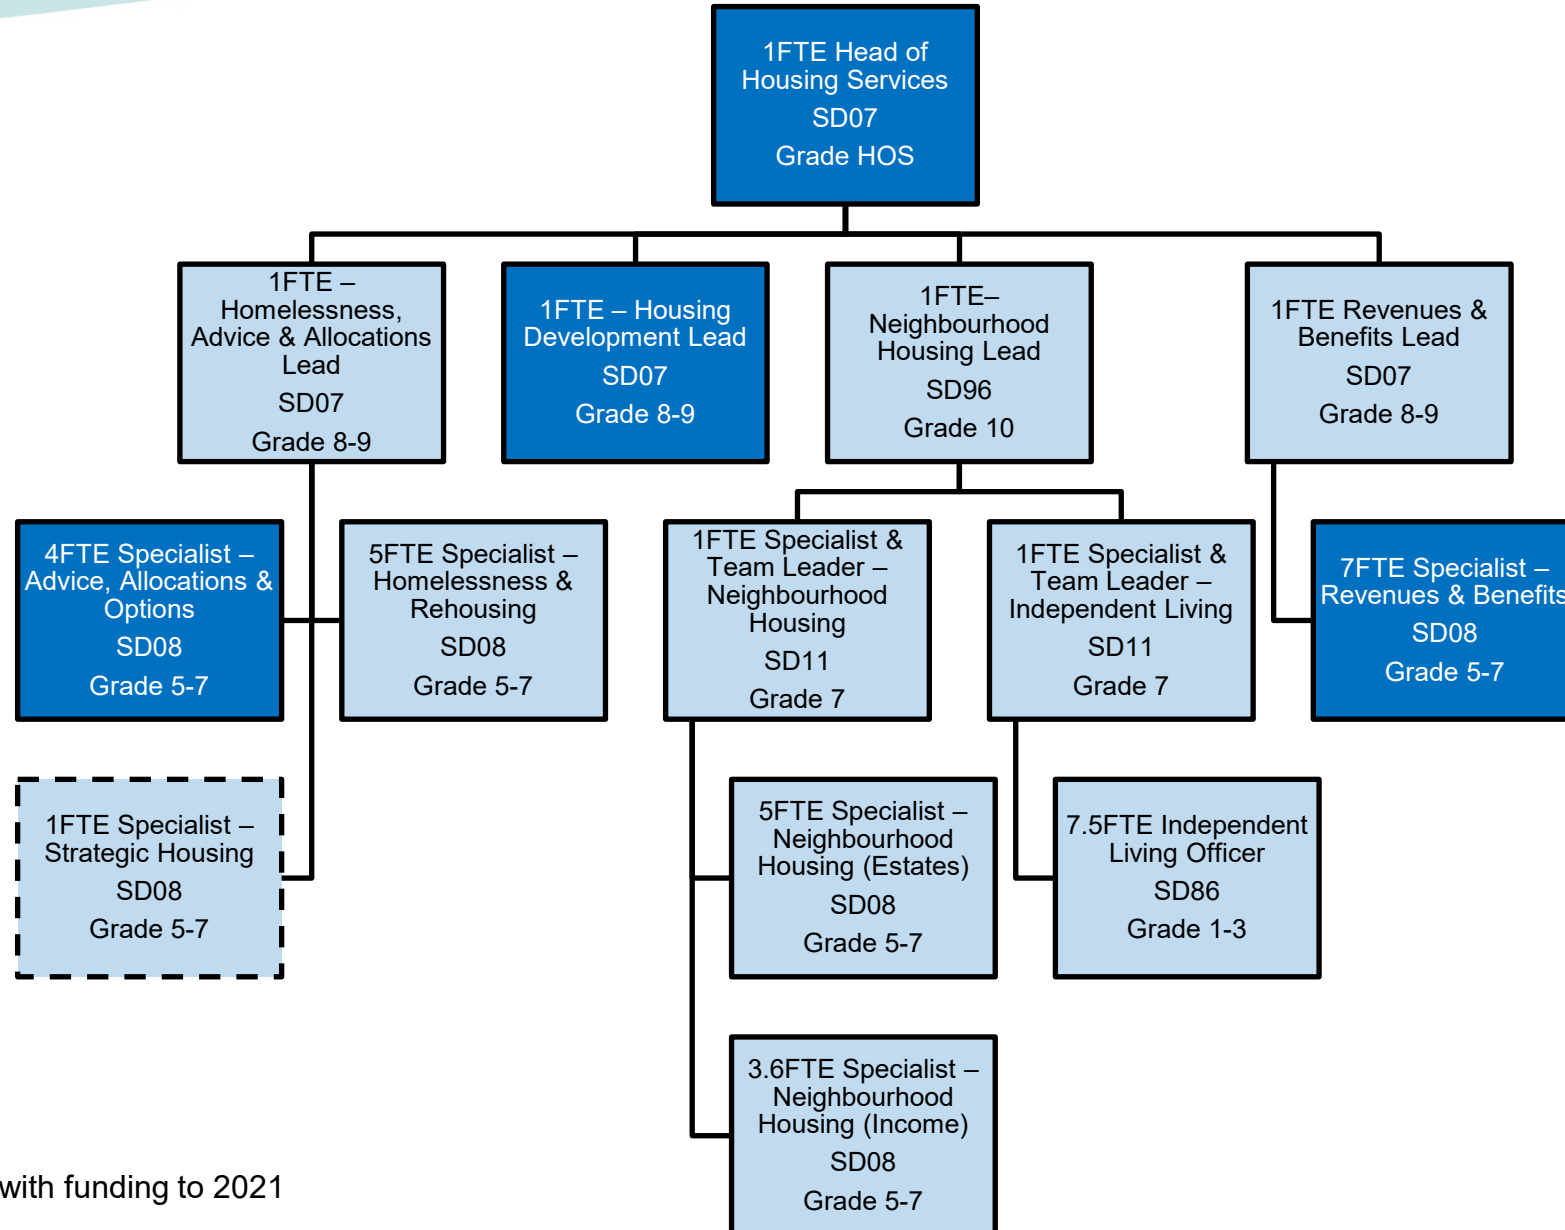 1FTE Head of
Housing Services
SD07
Grade HOS
1FTE –
Homelessness,
Advice & Allocations
Lead
SD07
Grade 8-9
1FTE – Housing
Development Lead
SD07
Grade 8-9
1FTE–
Neighbourhood
Housing Lead
SD96
Grade 10
1FTE Revenues &
Benefits Lead
SD07
Grade 8-9
4FTE Specialist –
Advice, Allocations &
Options
SD08
Grade 5-7
5FTE Specialist –
Homelessness &
Rehousing
SD08
Grade 5-7
1FTE Specialist &
Team Leader –
Neighbourhood
Housing
SD11
Grade 7
1FTE Specialist &
Team Leader –
Independent Living
SD11
Grade 7
7FTE Specialist –
Revenues & Benefits
SD08
Grade 5-7
1FTE Specialist –
Strategic Housing
SD08
Grade 5-7
5FTE Specialist –
Neighbourhood
Housing (Estates)
SD08
Grade 5-7
7.5FTE Independent
Living Officer
SD86
Grade 1-3
3.6FTE Specialist –
Neighbourhood
Housing (Income)
SD08
Grade 5-7
with funding to 2021